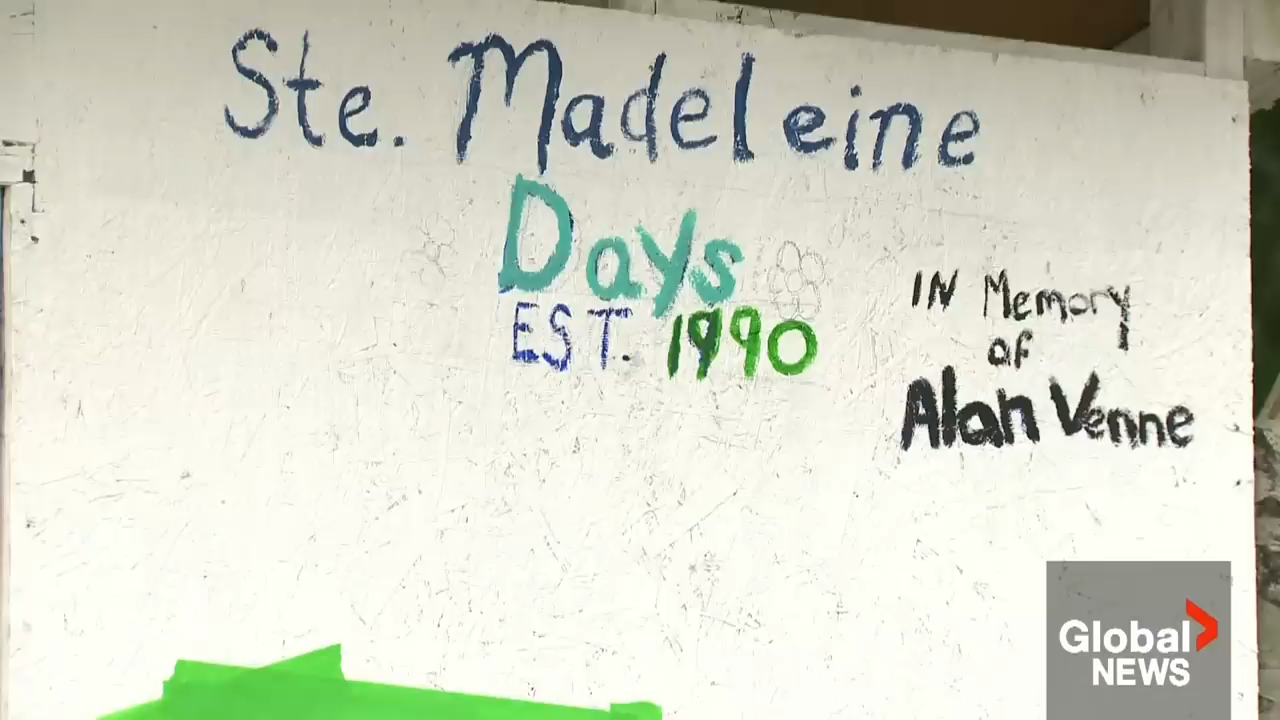 Ste. Madeleine
Days
EST. 1990
IN Memory
of
Alan Venne
Global
NEWS